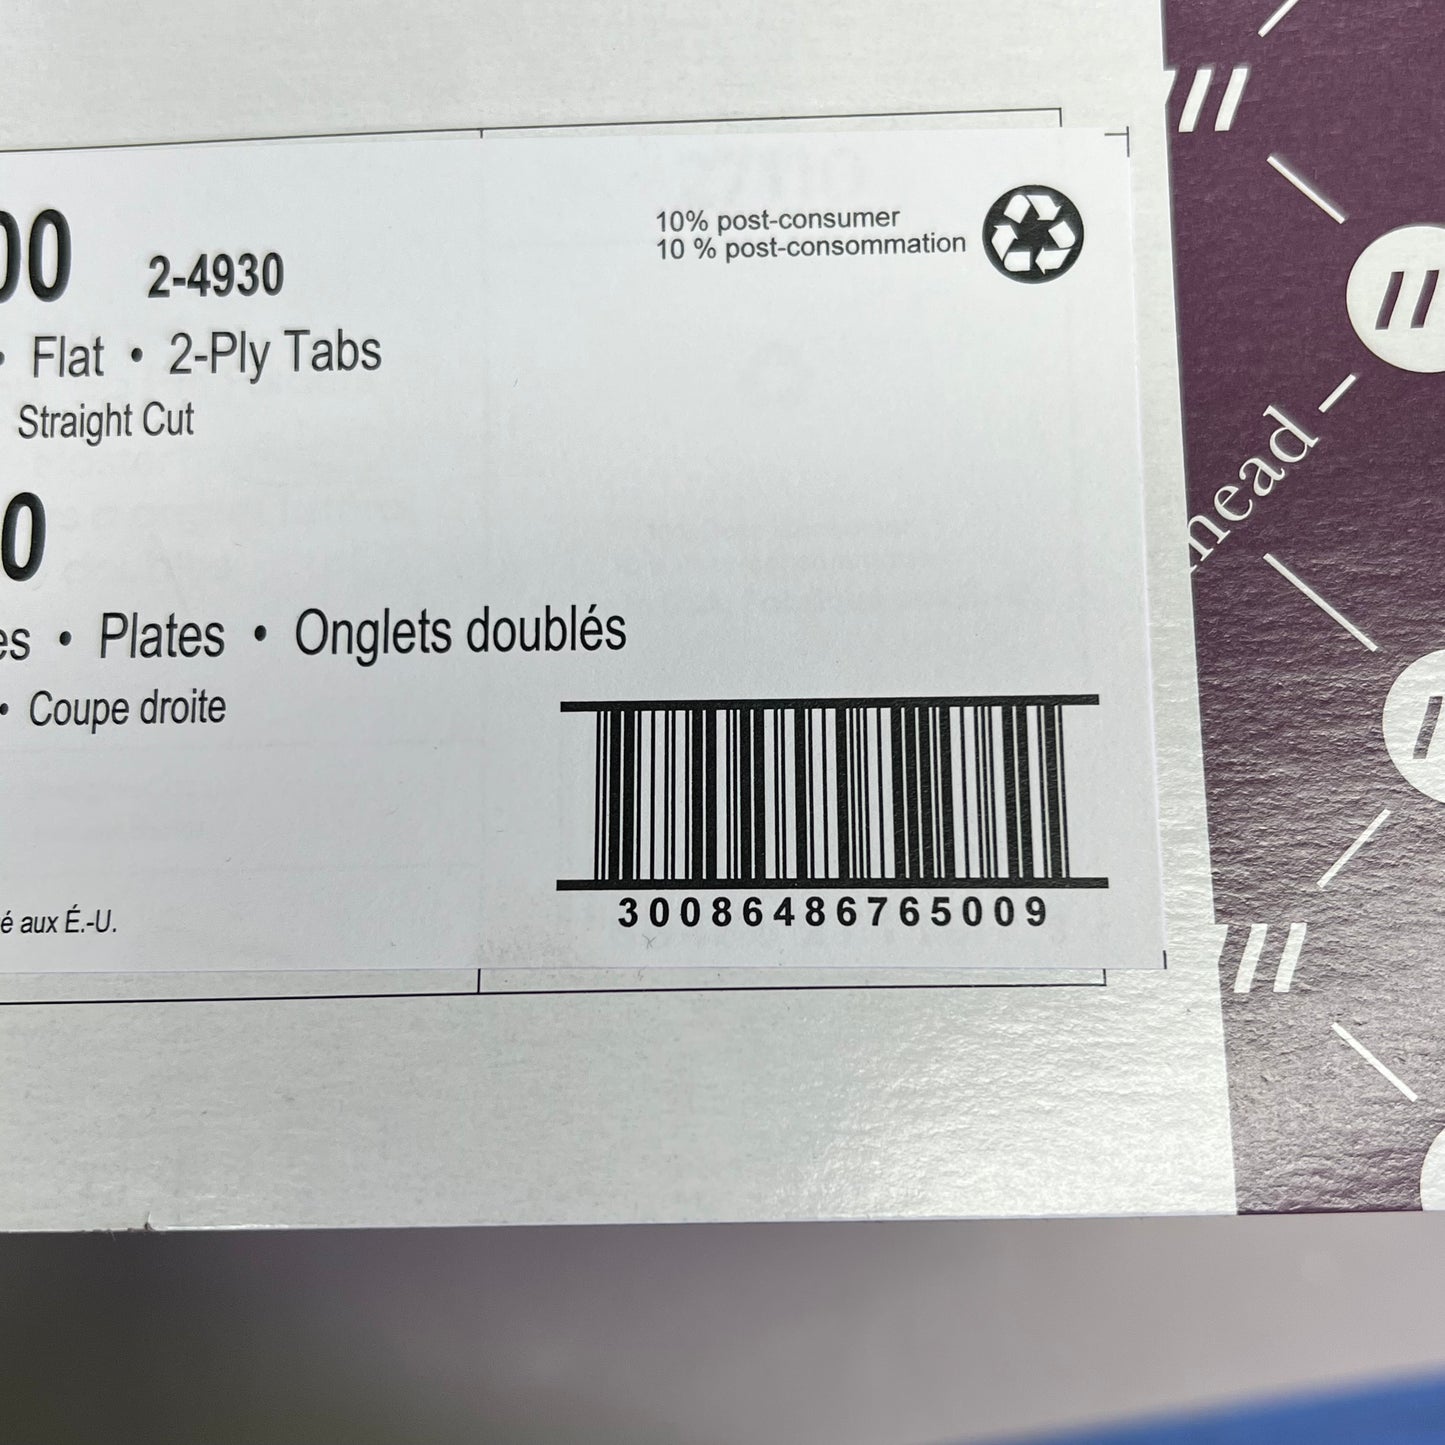 10% post-consumer
10 % post-consommation
00 2-4930
• Flat • 2-Ply Tabs
Straight Cut
0
es • Plates • Onglets doublés
• Coupe droite
é aux É.-U.
30086486765009
mead